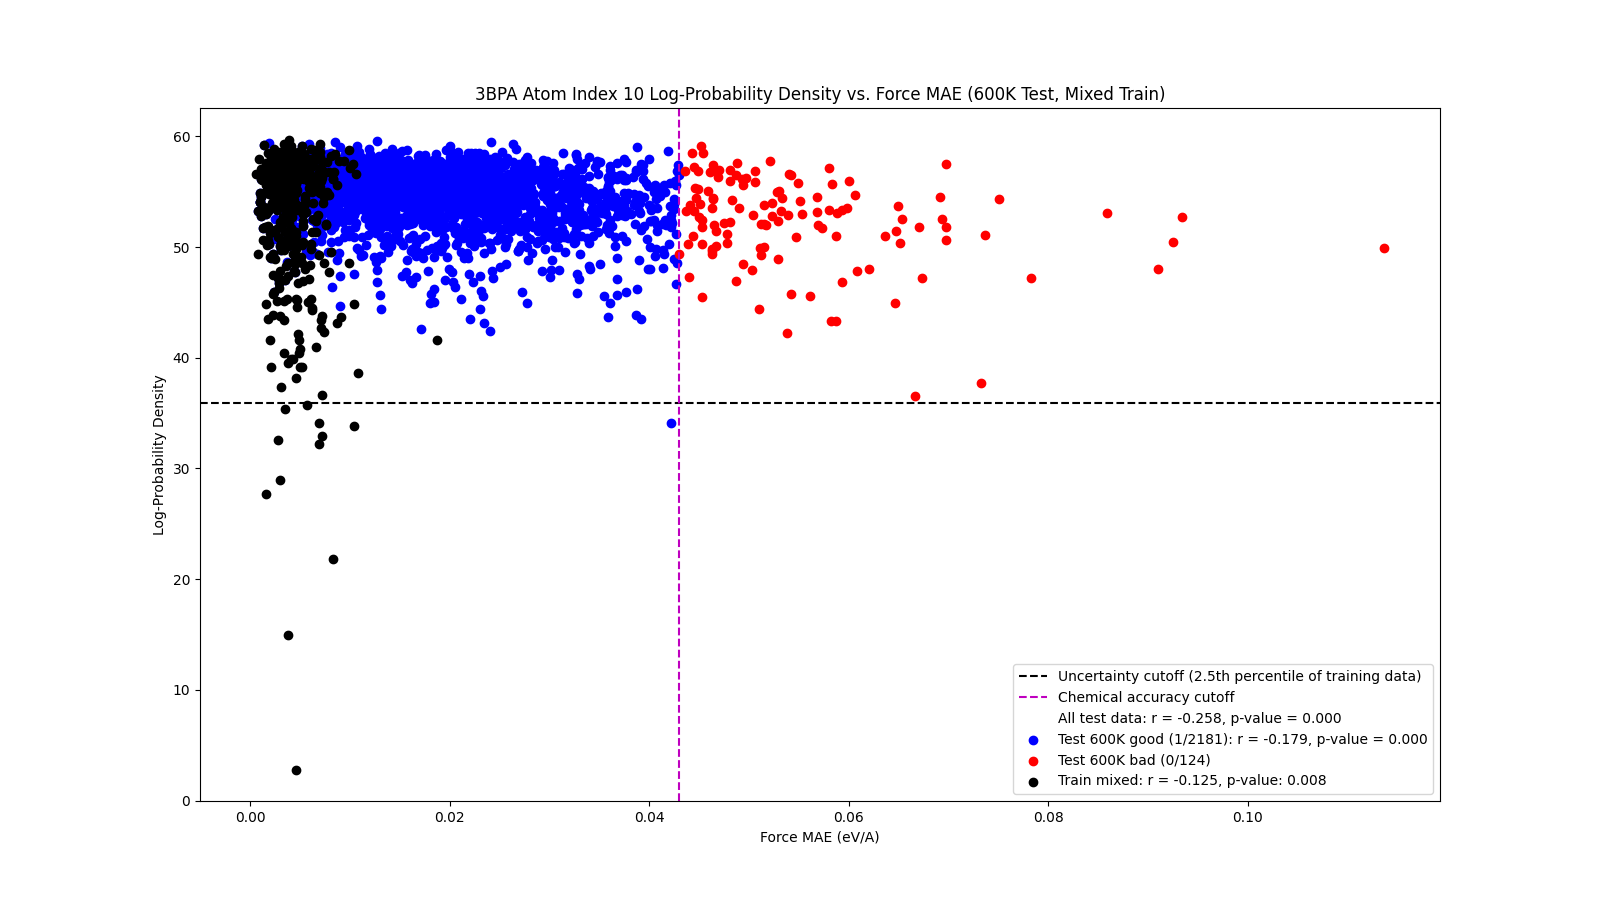 3BPA Atom Index 10 Log-Probability Density vs. Force MAE (600K Test, Mixed Train)
Log-Probability Density
60
50
40
30
20
10
0
0.00
0.02
0.04
0.06
0.08
0.10
Force MAE (eV/A)
Uncertainty cutoff (2.5th percentile of training data)
Chemical accuracy cutoff
All test data: r = -0.258, p-value = 0.000
Test 600K good (1/2181): r = -0.179, p-value = 0.000
Test 600K bad (0/124)
Train mixed: r = -0.125, p-value: 0.008